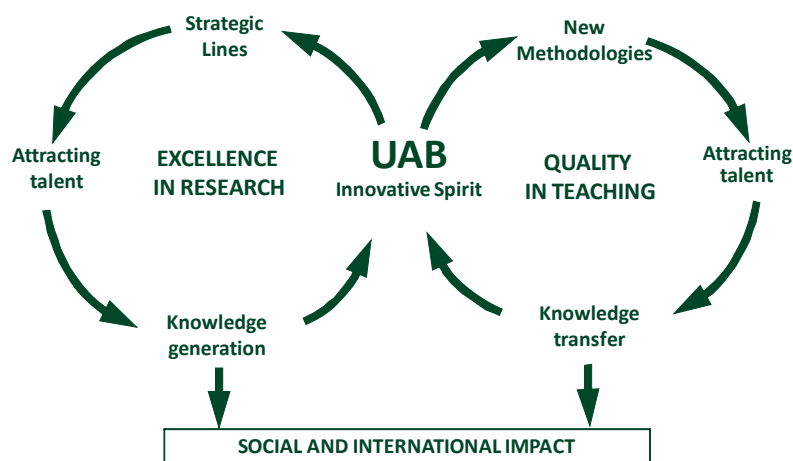 Strategic
Lines
New
Methodologies
Attracting
talent
EXCELLENCE
IN RESEARCH
UAB
Innovative Spirit
QUALITY
IN TEACHING
Attracting
talent
Knowledge
generation
Knowledge
transfer
SOCIAL AND INTERNATIONAL IMPACT